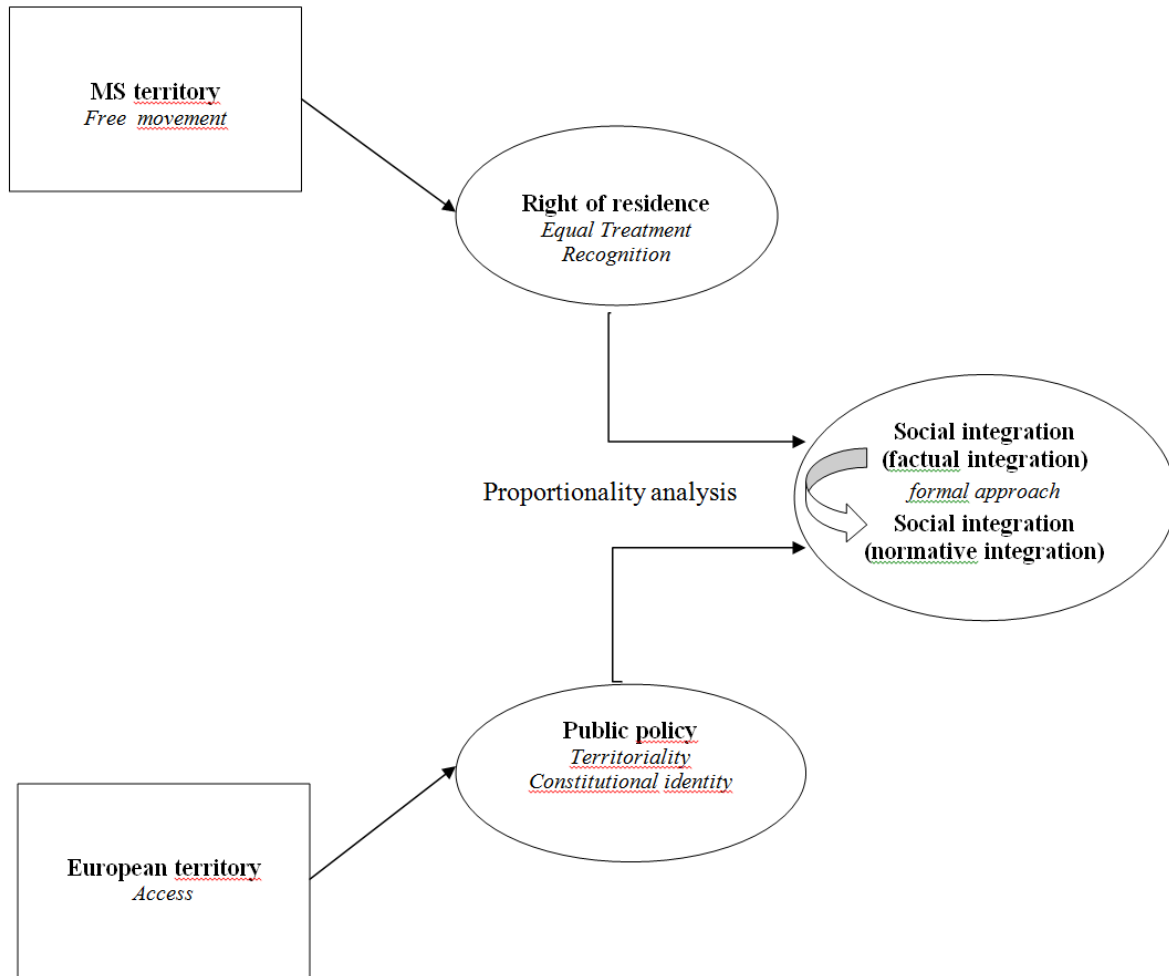 MS territory
Free movement
Right of residence
Equal Treatment
Recognition
Social integration
(factual integration)
formal approach
Social integration
(normative integration)
Proportionality analysis
Public policy
Territoriality
Constitutional identity
European territory
Access